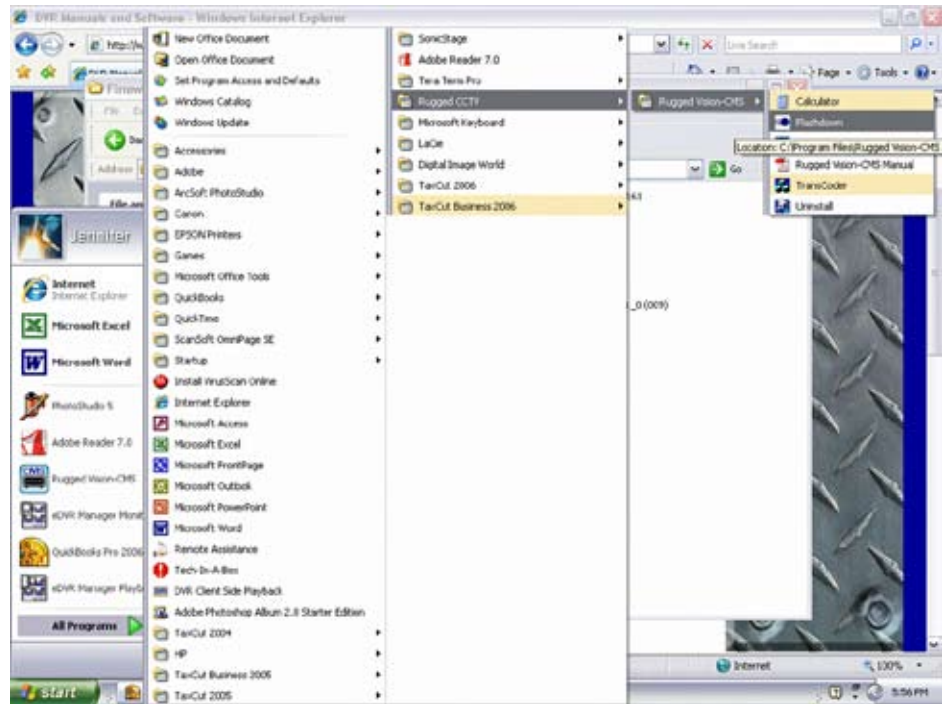 DVR Manuals and Software - Windows Internet Explorer
Live Search
Page
Tools
Go
Address
Jennifer
Internet
Internet Explorer
Microsoft Excel
Microsoft Word
PhotoStudio 5
Adobe Reader 7.0
Rugged Vision-CMS
eDVR Manager Monit
QuickBooks Pro 2006
eDVR Manager Playb
All Programs
start
New Office Document
Open Office Document
Set Program Access and Defaults
Windows Catalog
Windows Update
Accessories
Adobe
ArcSoft PhotoStudio
Canon
EPSON Printers
Games
Microsoft Office Tools
QuickBooks
QuickTime
ScanSoft OmniPage SE
Startup
Install VirusScan Online
Internet Explorer
Microsoft Access
Microsoft Excel
Microsoft FrontPage
Microsoft Outlook
Microsoft PowerPoint
Microsoft Word
Remote Assistance
Tech-In-A-Box
DVR Client Side Playback
Adobe Photoshop Album 2.0 Starter Edition
TaxCut 2004
HP
TaxCut Business 2005
TaxCut 2005
SonicStage
Adobe Reader 7.0
Tera Term Pro
Rugged CCTV
Microsoft Keyboard
LaCie
Digital Image World
TaxCut 2006
TaxCut Business 2006
Rugged Vision-CMS
Calculator
Flashdown
Location: C:\Program Files\Rugged Vision-CMS
Rugged Vision-CMS Manual
TransCoder
Uninstall
_0 (009)
Internet
100%
5:56 PM